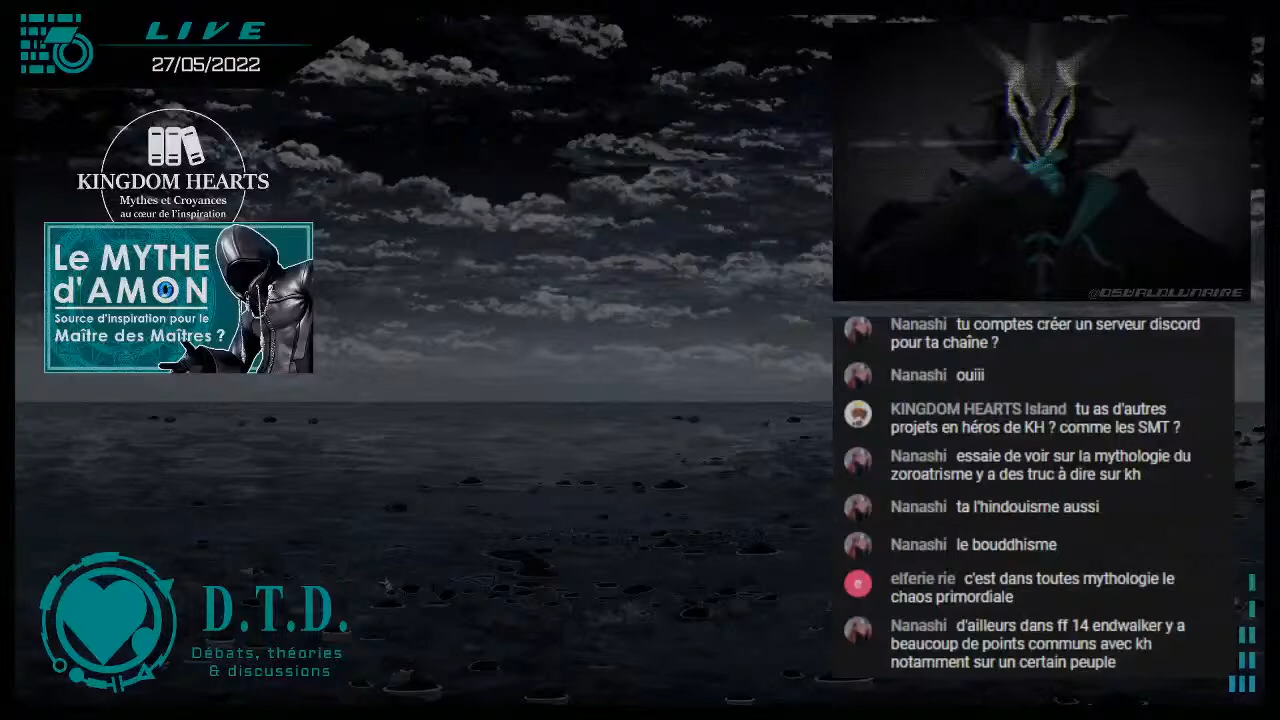 LIVE
27/05/2022
KINGDOM HEARTS
Mythes et Croyances
au cœur de l'inspiration
Le MYTHE
d'AMON
Source d'inspiration pour le
Maître des Maîtres ?
@OSWALDLUNAIRE
Nanashi tu comptes créer un serveur discord
pour ta chaîne ?
Nanashi ouiii
KINGDOM HEARTS Island tu as d'autres
projets en héros de KH ? comme les SMT ?
Nanashi essaie de voir sur la mythologie du
zoroatrisme y a des truc à dire sur kh
Nanashi ta l'hindouisme aussi
Nanashi le bouddhisme
elferie rie c'est dans toutes mythologie le
chaos primordiale
Nanashi d'ailleurs dans ff 14 endwalker y a
beaucoup de points communs avec kh
notamment sur un certain peuple
D.T.D.
Débats, théories
& discussions